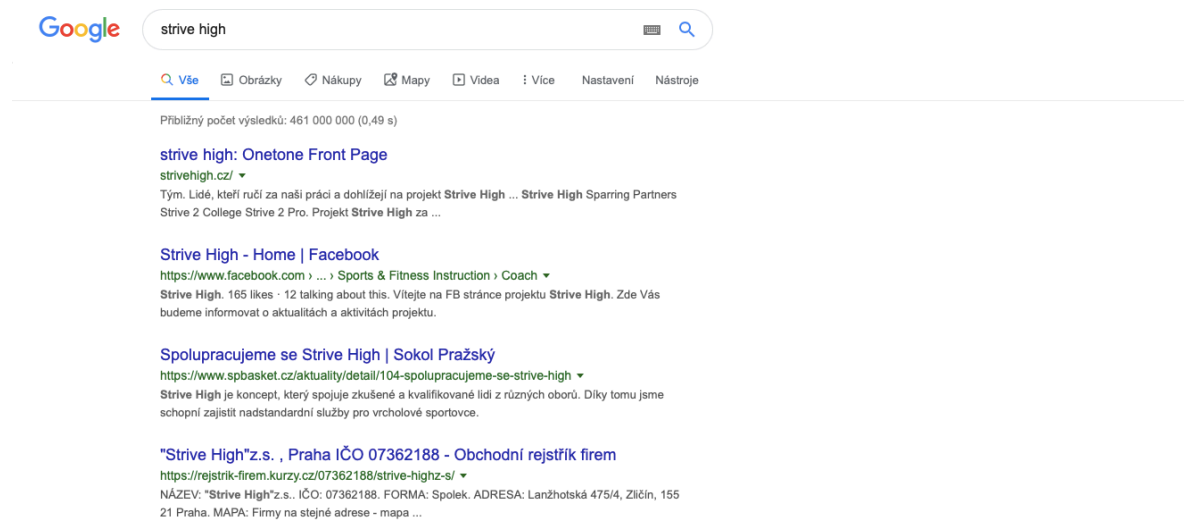 Google strive high
Vše Obrázky Nákupy Mapy Videa Více Nastavení Nástroje
Přibližný počet výsledků: 461 000 000 (0,49 s)
strive high: Onetone Front Page
strivehigh.cz/
Tým. Lidé, kteří ručí za naši práci a dohlížejí na projekt Strive High ... Strive High Sparring Partners
Strive 2 College Strive 2 Pro. Projekt Strive High za ...
Strive High - Home | Facebook
https://www.facebook.com › ... › Sports & Fitness Instruction › Coach
Strive High. 165 likes · 12 talking about this. Vítejte na FB stránce projektu Strive High. Zde Vás
budeme informovat o aktualitách a aktivitách projektu.
Spolupracujeme se Strive High | Sokol Pražský
https://www.spbasket.cz/aktuality/detail/104-spolupracujeme-se-strive-high
Strive High je koncept, který spojuje zkušené a kvalifikované lidi z různých oborů. Díky tomu jsme
schopní zajistit nadstandardní služby pro vrcholové sportovce.
"Strive High"z.s. , Praha IČO 07362188 - Obchodní rejstřík firem
https://rejstrik-firem.kurzy.cz/07362188/strive-highz-s/
NÁZEV: "Strive High"z.s.. IČO: 07362188. FORMA: Spolek. ADRESA: Lanžhotská 475/4, Zličín, 155
21 Praha. MAPA: Firmy na stejné adrese - mapa ...